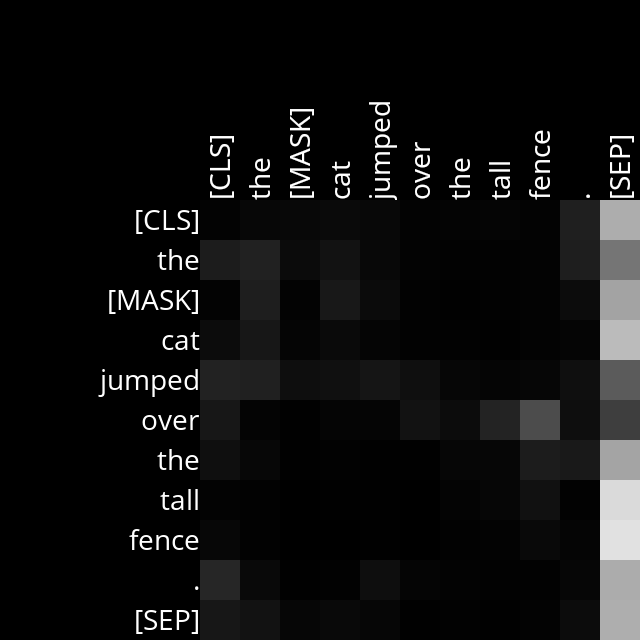 [CLS] the [MASK] cat jumped over the tall fence . [SEP]
[CLS]
the
[MASK]
cat
jumped
over
the
tall
fence
.
[SEP]